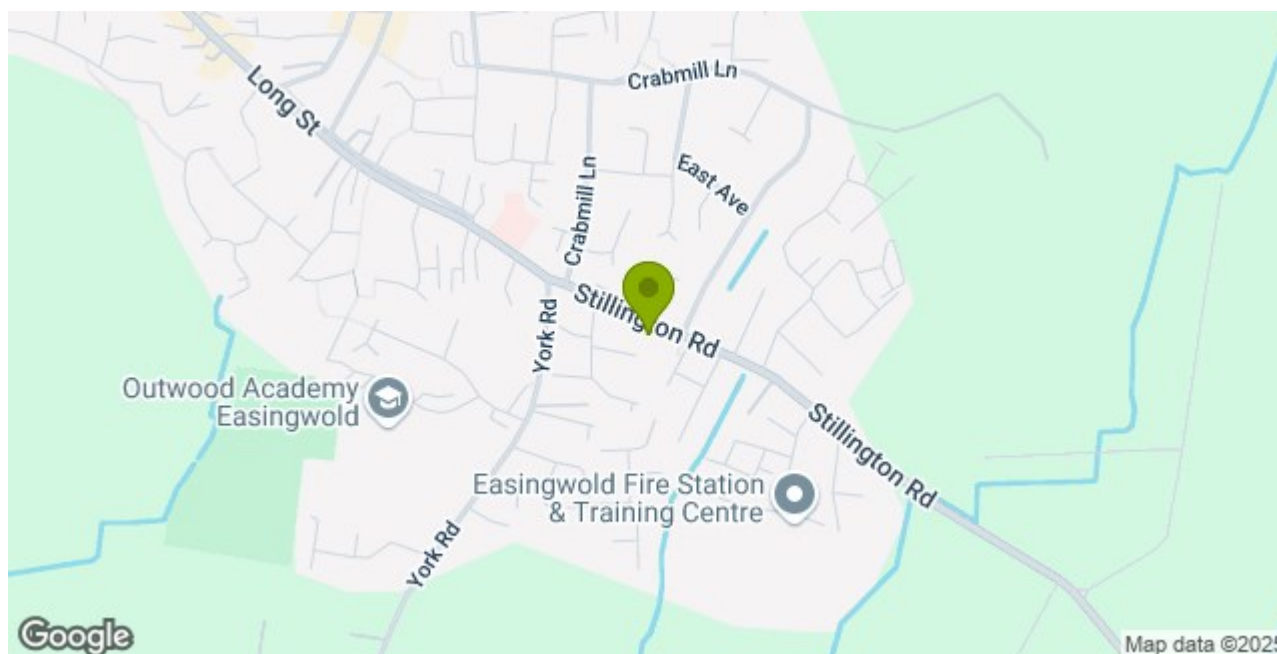 Crabmill Ln
Long St
East Ave
Crabmill Ln
Stillington Rd
York Rd
Outwood Academy
Easingwold
Stillington Rd
Easingwold Fire Station
& Training Centre
York Rd
Google
Map data ©2025